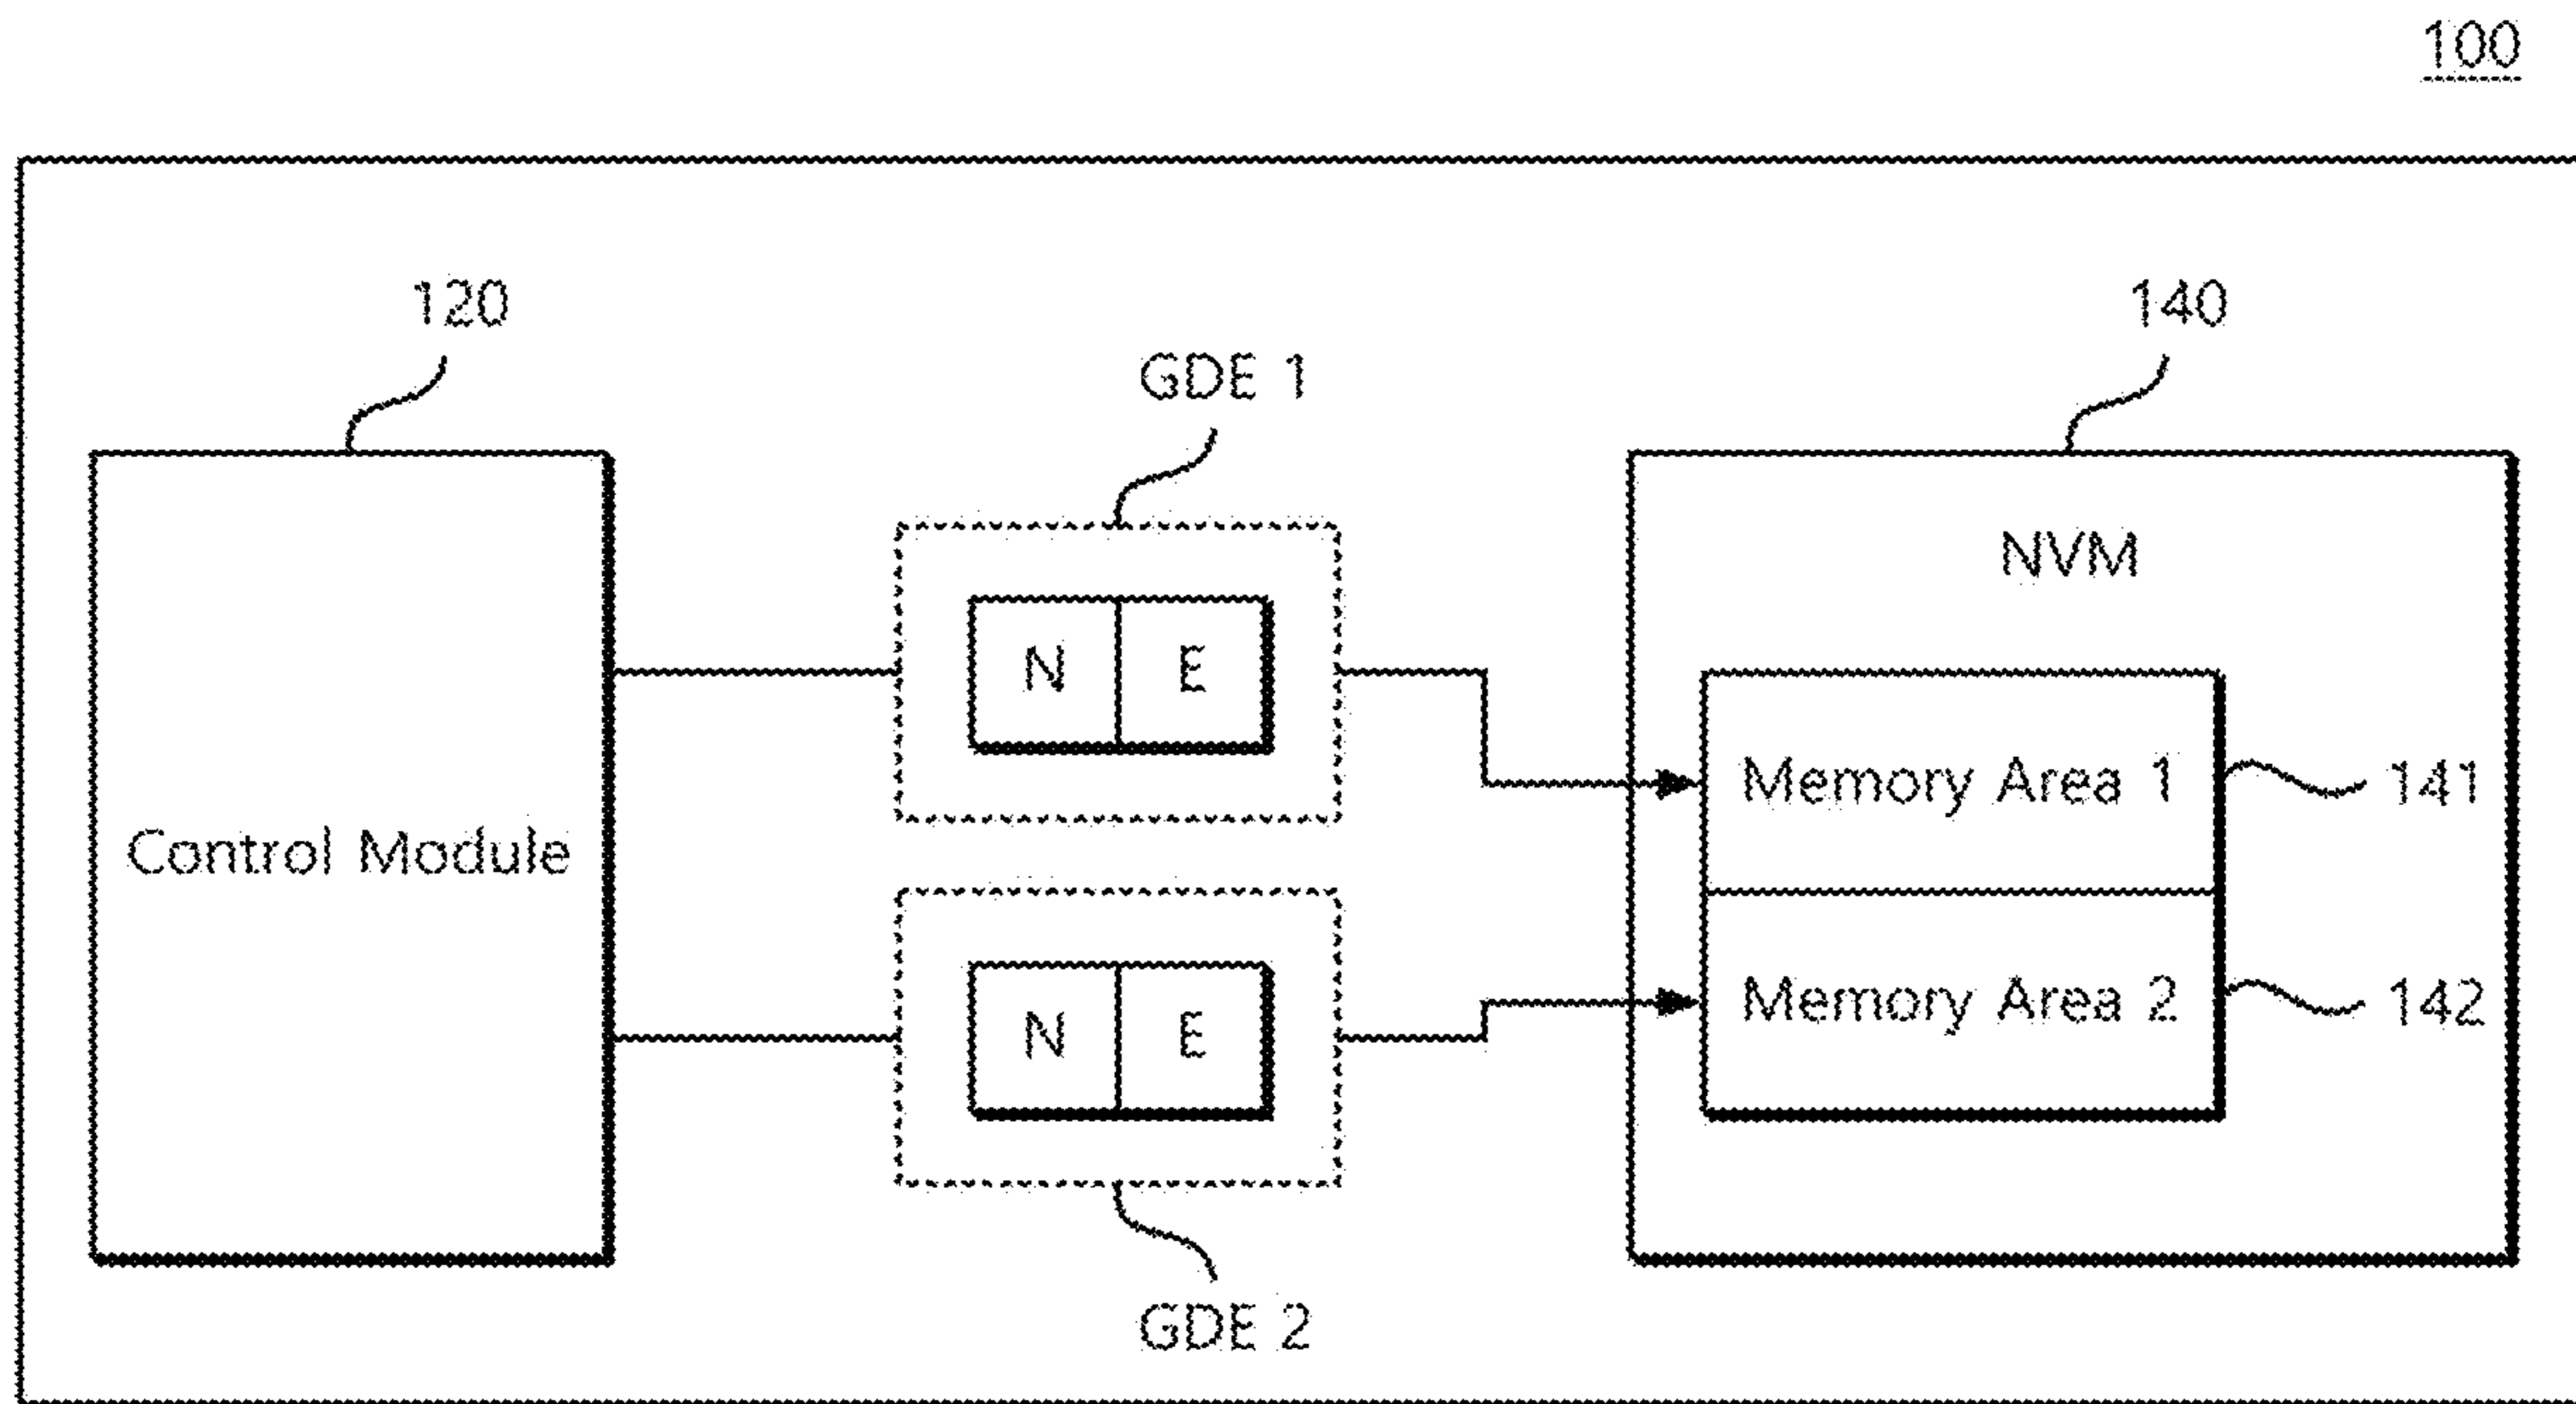 100
120
140
GDE 1
NVM
N E
Memory Area 1
141
Control Module
Memory Area 2
142
N E
GDE 2